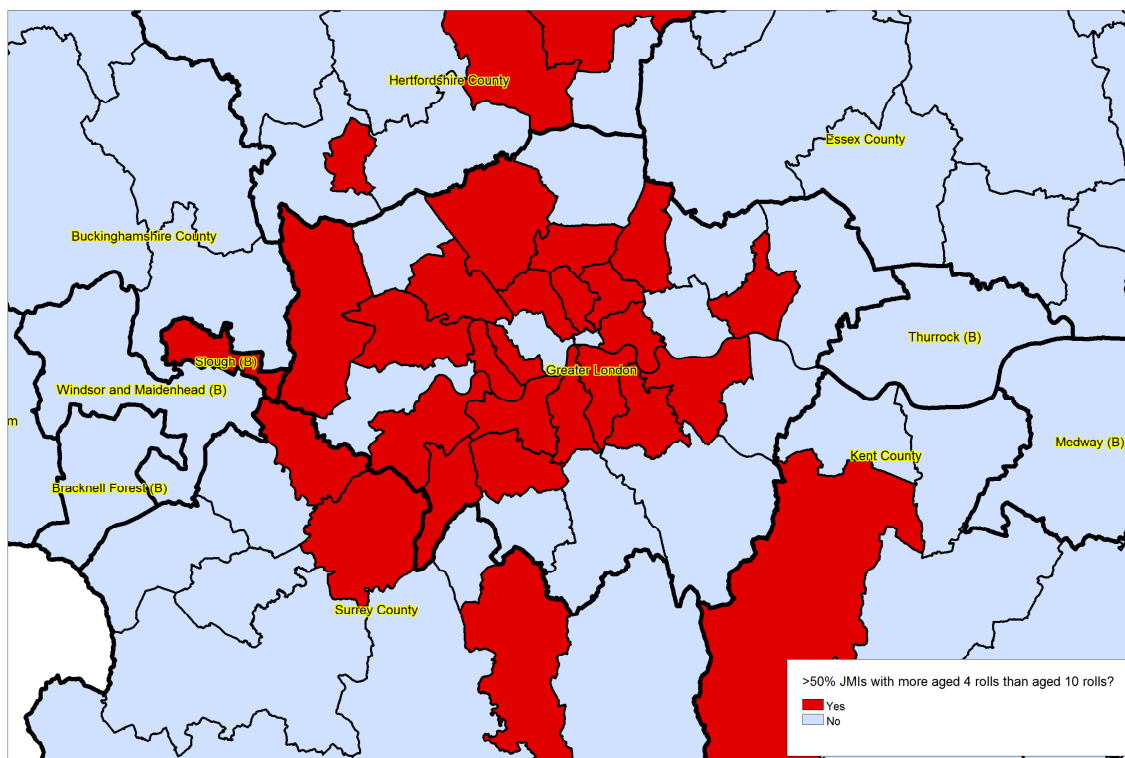 Hertfordshire County
Essex County
Buckinghamshire County
Thurrock (B)
Slough (B)
Greater London
Windsor and Maidenhead (B)
m
Medway (B)
Kent County
Bracknell Forest (B)
Surrey County
>50% JMIs with more aged 4 rolls than aged 10 rolls?
Yes
No